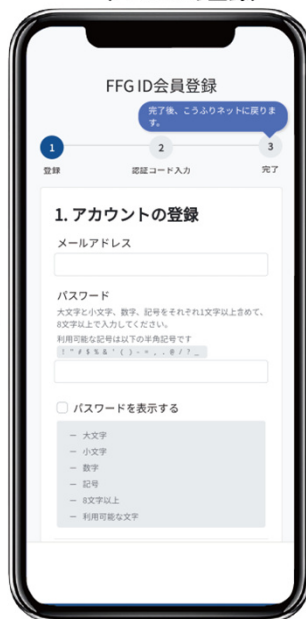 FFG ID会員登録
完了後、こうふりネットに戻りま
す。
1
2
3
登録
認証コード入力
完了
1. アカウントの登録
メールアドレス
パスワード
大文字と小文字、数字、記号をそれぞれ1文字以上含めて、
8文字以上で入力してください。
利用可能な記号は以下の半角記号です
パスワードを表示する
— 大文字
— 小文字
— 数字
— 記号
— 8文字以上
— 利用可能な文字